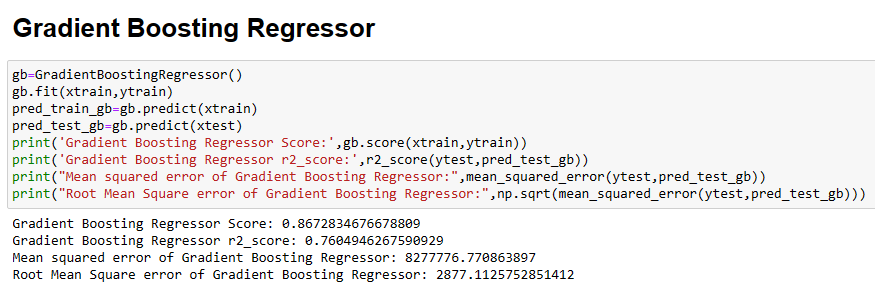 Gradient Boosting Regressor
gb=GradientBoostingRegressor()
gb.fit(xtrain,ytrain)
pred_train_gb=gb.predict(xtrain)
pred_test_gb=gb.predict(xtest)
print('Gradient Boosting Regressor Score:',gb.score(xtrain,ytrain))
print('Gradient Boosting Regressor r2_score:',r2_score(ytest,pred_test_gb))
print("Mean squared error of Gradient Boosting Regressor:",mean_squared_error(ytest,pred_test_gb))
print("Root Mean Square error of Gradient Boosting Regressor:",np.sqrt(mean_squared_error(ytest,pred_test_gb)))
Gradient Boosting Regressor Score: 0.8672834676678809
Gradient Boosting Regressor r2_score: 0.7604946267590929
Mean squared error of Gradient Boosting Regressor: 8277776.770863897
Root Mean Square error of Gradient Boosting Regressor: 2877.1125752851412